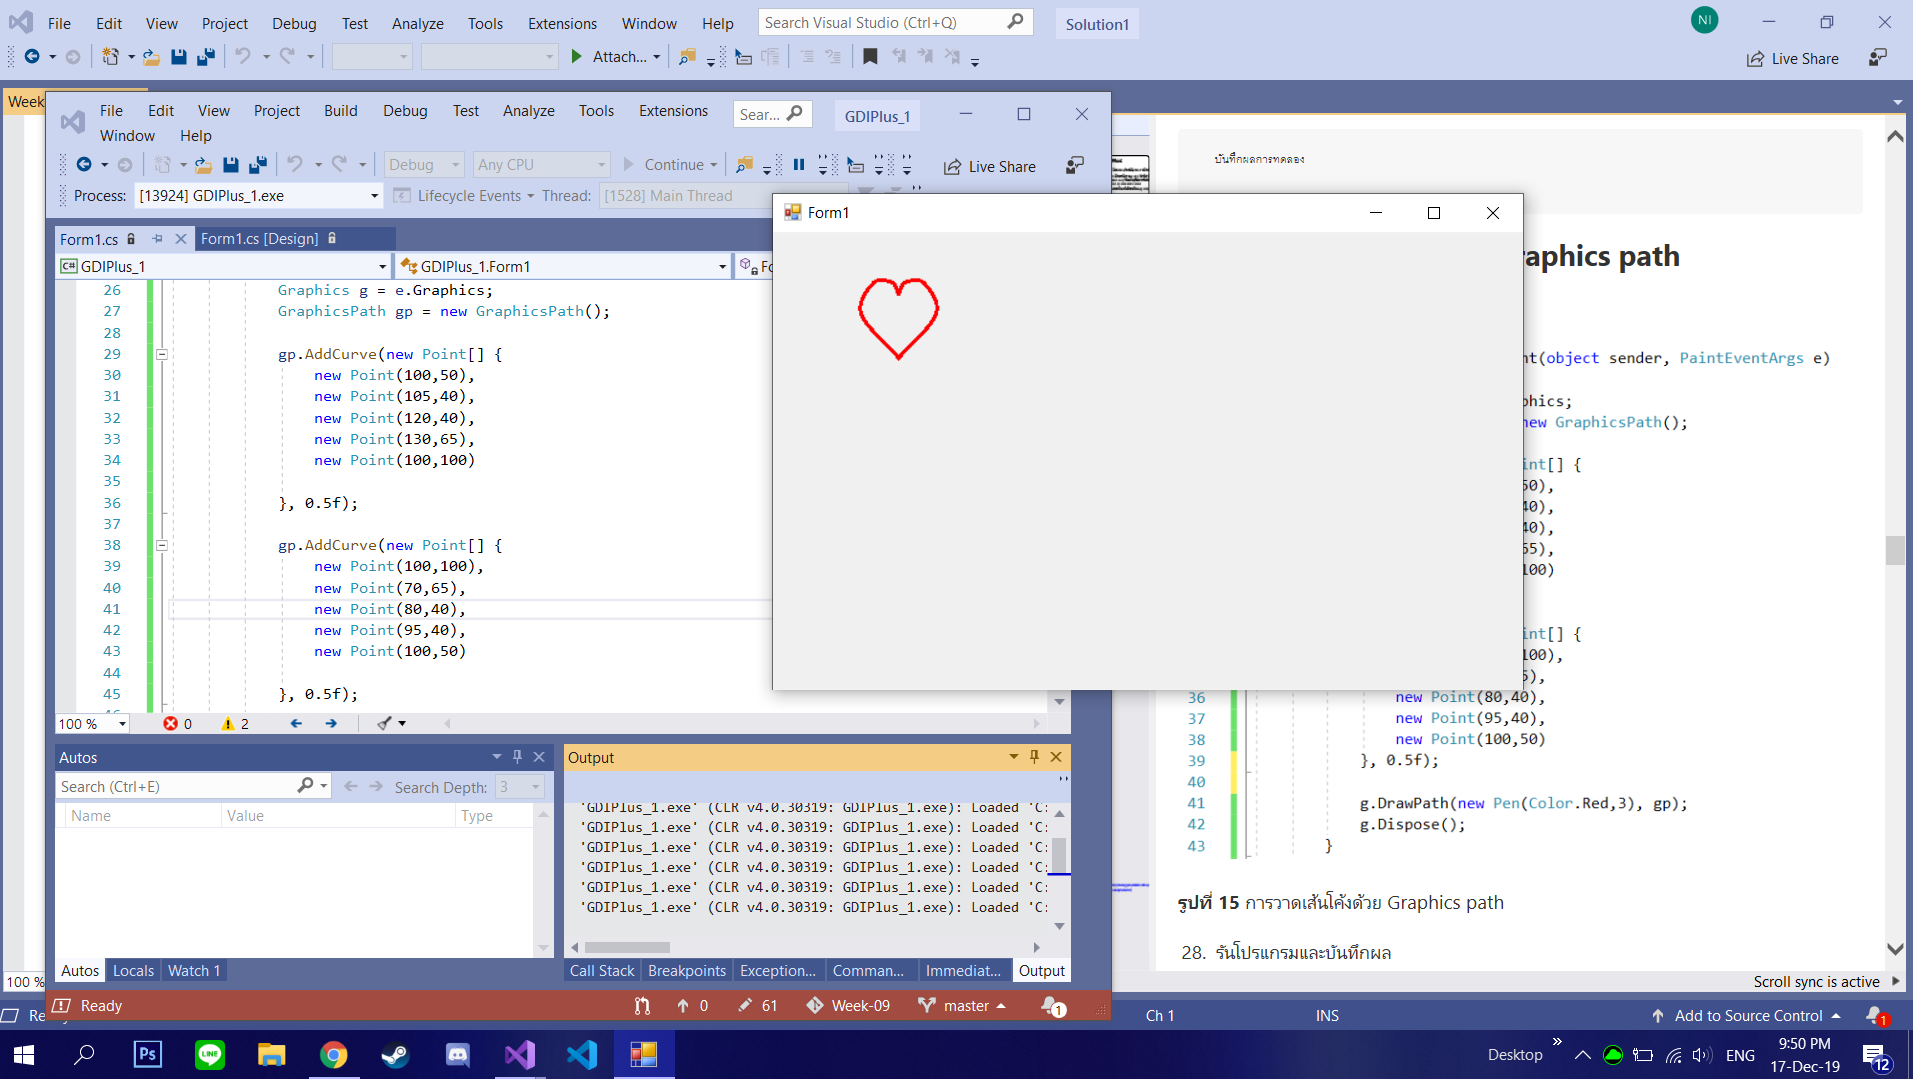 File Edit View Project Debug Test Analyze Tools Extensions Window Help Search Visual Studio (Ctrl+Q) Solution1 NI
Attach... Live Share
Week
File Edit View Project Build Debug Test Analyze Tools Extensions Sear... GDIPlus_1
Window Help
Debug Any CPU Continue Live Share
Process: [13924] GDIPlus_1.exe Lifecycle Events Thread: [1528] Main Thread
Form1.cs Form1.cs [Design]
C# GDIPlus_1 GDIPlus_1.Form1 Fo
26 Graphics g = e.Graphics;
27 GraphicsPath gp = new GraphicsPath();
28
29 gp.AddCurve(new Point[] {
30 new Point(100,50),
31 new Point(105,40),
32 new Point(120,40),
33 new Point(130,65),
34 new Point(100,100)
35
36 }, 0.5f);
37
38 gp.AddCurve(new Point[] {
39 new Point(100,100),
40 new Point(70,65),
41 new Point(80,40),
42 new Point(95,40),
43 new Point(100,50)
44
45 }, 0.5f);
100 % 0 2
Autos
Search (Ctrl+E) Search Depth: 3
Name Value Type
Autos Locals Watch 1
Output
'GDIPlus_1.exe' (CLR v4.0.30319: GDIPlus_1.exe): Loaded 'C:
'GDIPlus_1.exe' (CLR v4.0.30319: GDIPlus_1.exe): Loaded 'C:
'GDIPlus_1.exe' (CLR v4.0.30319: GDIPlus_1.exe): Loaded 'C:
'GDIPlus_1.exe' (CLR v4.0.30319: GDIPlus_1.exe): Loaded 'C:
'GDIPlus_1.exe' (CLR v4.0.30319: GDIPlus_1.exe): Loaded 'C:
'GDIPlus_1.exe' (CLR v4.0.30319: GDIPlus_1.exe): Loaded 'C:
Call Stack Breakpoints Exception... Comman... Immediat... Output
Ready 0 61 Week-09 master 1
Form1
บันทึกผลการทดลอง
raphics path
nt(object sender, PaintEventArgs e)
phics;
new GraphicsPath();
int[] {
50),
40),
40),
65),
100)
int[] {
100),
5),
36 new Point(80,40),
37 new Point(95,40),
38 new Point(100,50)
39 }, 0.5f);
40
41 g.DrawPath(new Pen(Color.Red,3), gp);
42 g.Dispose();
43 }
รูปที่ 15 การวาดเส้นโค้งด้วย Graphics path
28. รันโปรแกรมและบันทึกผล
100 % Scroll sync is active
Re Ch 1 INS Add to Source Control 1
Ps LINE Desktop ENG 9:50 PM
17-Dec-19 12